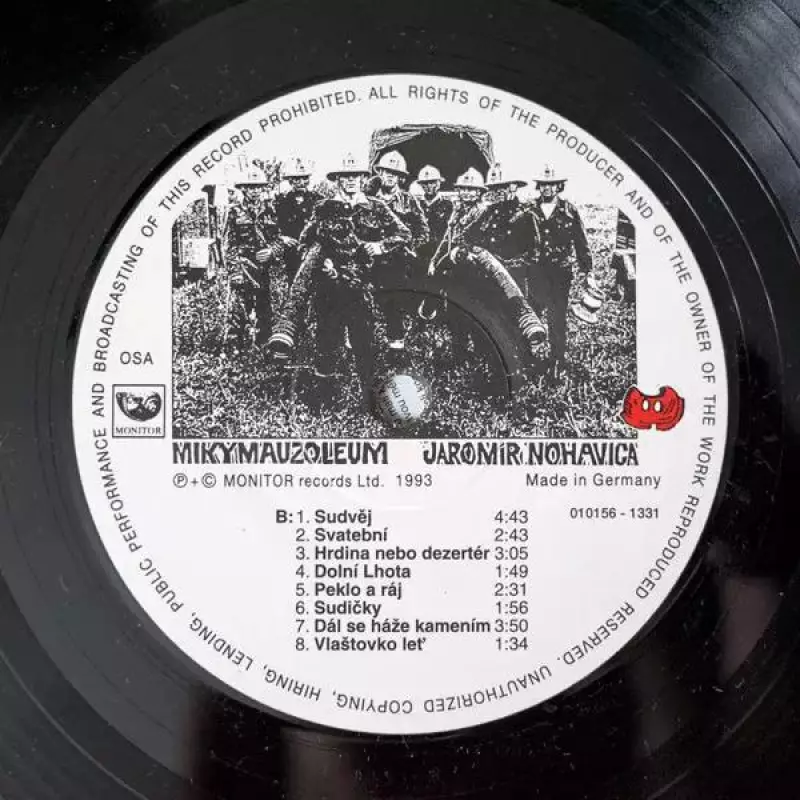 UNAUTHORIZED COPYING, HIRING, LENDING, PUBLIC PERFORMANCE AND BROADCASTING OF THIS RECORD PROHIBITED. ALL RIGHTS OF THE PRODUCER AND OF THE OWNER OF THE WORK REPRODUCED RESERVED.
OSA
MONITOR
MIKYMAUZOLEUM JAROMÍR NOHAVICA
Ⓟ + © MONITOR records Ltd. 1993 Made in Germany
010156 - 1331
B: 1. Sudvěj 4:43
2. Svatební 2:43
3. Hrdina nebo dezertér 3:05
4. Dolní Lhota 1:49
5. Peklo a ráj 2:31
6. Sudičky 1:56
7. Dál se háže kamením 3:50
8. Vlaštovko leť 1:34